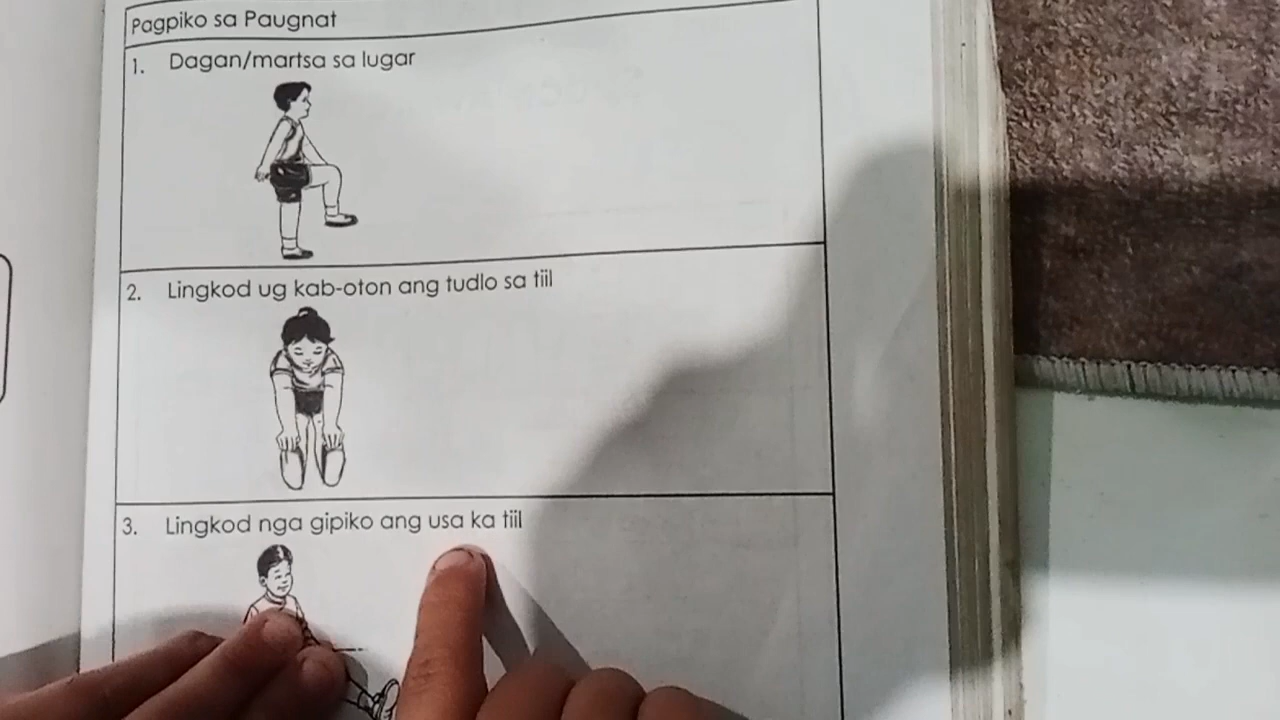 Pagpiko sa Paugnat
1. Dagan/martsa sa lugar
2. Lingkod ug kab-oton ang tudlo sa tiil
3. Lingkod nga gipiko ang usa ka tiil